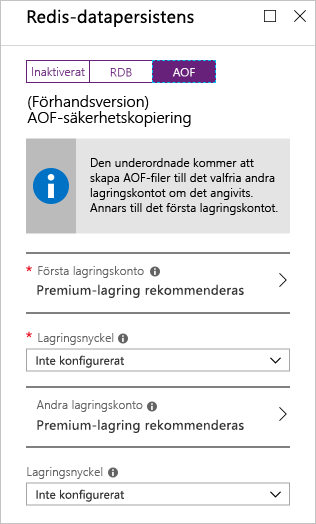 Redis-datapersistens
Inaktiverat RDB AOF
(Förhandsversion)
AOF-säkerhetskopiering
Den underordnade kommer att
skapa AOF-filer till det valfria andra
lagringskontot om det angivits.
Annars till det första lagringskontot.
* Första lagringskonto
Premium-lagring rekommenderas
* Lagringsnyckel
Inte konfigurerat
Andra lagringskonto
Premium-lagring rekommenderas
Lagringsnyckel
Inte konfigurerat